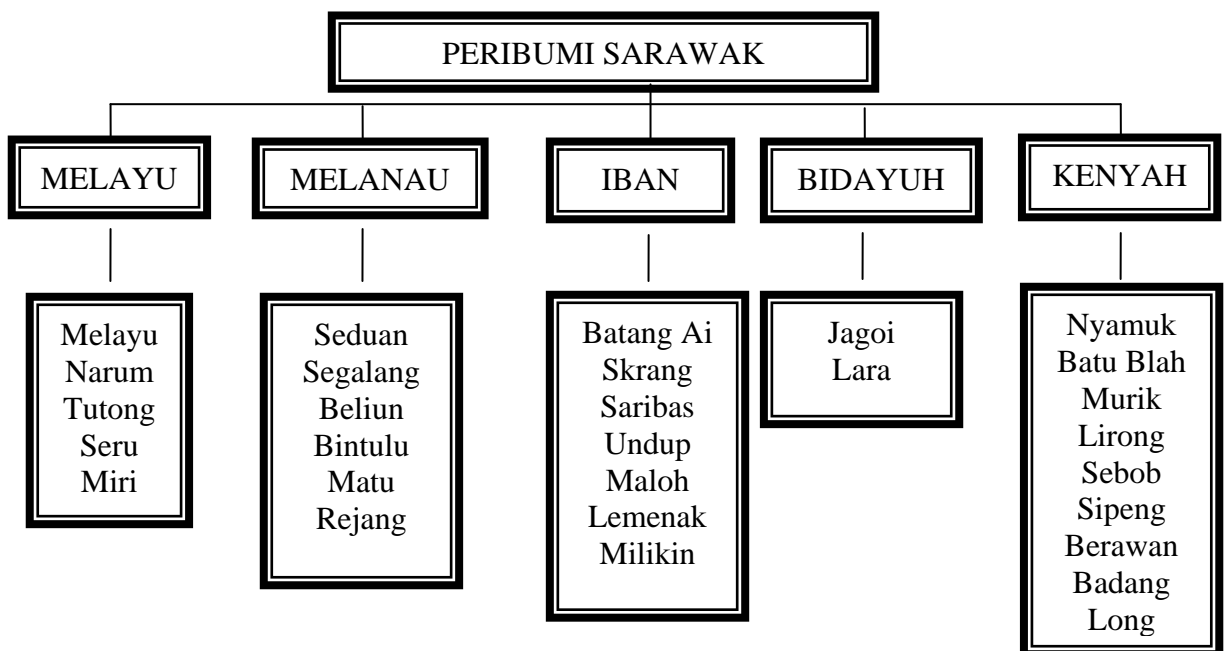 PERIBUMI SARAWAK
MELAYU
MELANAU
IBAN
BIDAYUH
KENYAH
Melayu
Narum
Tutong
Seru
Miri
Seduan
Segalang
Beliun
Bintulu
Matu
Rejang
Batang Ai
Skrang
Saribas
Undup
Maloh
Lemenak
Milikin
Jagoi
Lara
Nyamuk
Batu Blah
Murik
Lirong
Sebob
Sipeng
Berawan
Badang
Long